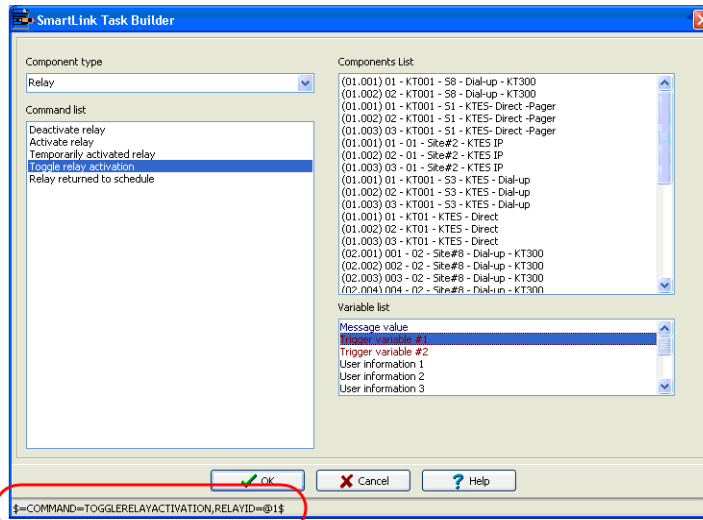 SmartLink Task Builder
Component type
Relay
Command list
Deactivate relay
Activate relay
Temporarily activated relay
Toggle relay activation
Relay returned to schedule
Components List
(01.001) 01 - KT001 - S8 - Dial-up - KT300
(01.002) 02 - KT001 - S8 - Dial-up - KT300
(01.001) 01 - KT001 - S1 - KTES- Direct -Pager
(01.002) 02 - KT001 - S1 - KTES- Direct -Pager
(01.003) 03 - KT001 - S1 - KTES- Direct -Pager
(01.001) 01 - 01 - Site#2 - KTES IP
(01.002) 02 - 01 - Site#2 - KTES IP
(01.003) 03 - 01 - Site#2 - KTES IP
(01.001) 01 - KT001 - S3 - KTES - Dial-up
(01.002) 02 - KT001 - S3 - KTES - Dial-up
(01.003) 03 - KT001 - S3 - KTES - Dial-up
(01.001) 01 - KT01 - KTES - Direct
(01.002) 02 - KT01 - KTES - Direct
(01.003) 03 - KT01 - KTES - Direct
(02.001) 001 - 02 - Site#8 - Dial-up - KT300
(02.002) 002 - 02 - Site#8 - Dial-up - KT300
(02.003) 003 - 02 - Site#8 - Dial-up - KT300
(02.004) 004 - 02 - Site#8 - Dial-up - KT300
Variable list
Message value
Trigger variable #1
Trigger variable #2
User information 1
User information 2
User information 3
OK
Cancel
? Help
$=COMMAND=TOGGLERELAYACTIVATION,RELAYID=@1$